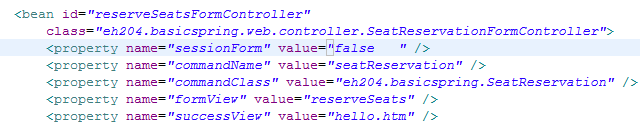 <bean id="reserveSeatsFormController"
class="eh204.basicspring.web.controller.SeatReservationFormController">
<property name="sessionForm" value="false   " />
<property name="commandName" value="seatReservation" />
<property name="commandClass" value="eh204.basicspring.SeatReservation" />
<property name="formView" value="reserveSeats" />
<property name="successView" value="hello.htm" />